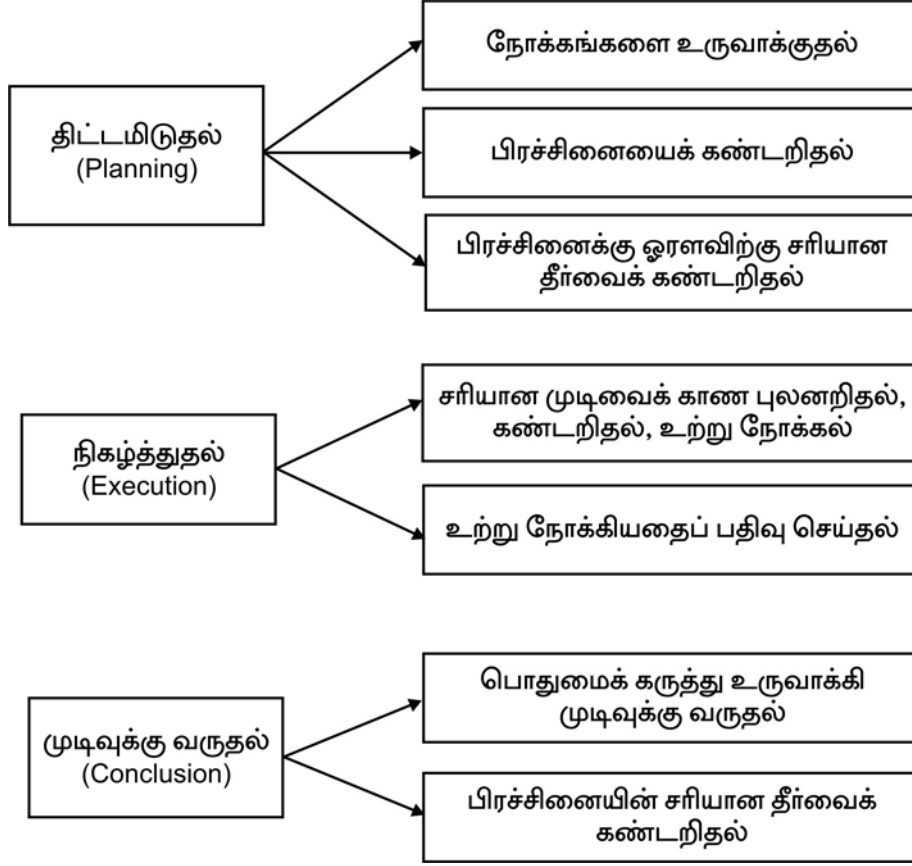 திட்டமிடுதல்
(Planning)
நோக்கங்களை உருவாக்குதல்
பிரச்சினையைக் கண்டறிதல்
பிரச்சினைக்கு ஓரளவிற்கு சரியான
தீர்வைக் கண்டறிதல்
நிகழ்த்துதல்
(Execution)
சரியான முடிவைக் காண புலனறிதல்,
கண்டறிதல், உற்று நோக்கல்
உற்று நோக்கியதைப் பதிவு செய்தல்
முடிவுக்கு வருதல்
(Conclusion)
பொதுமைக் கருத்து உருவாக்கி
முடிவுக்கு வருதல்
பிரச்சினையின் சரியான தீர்வைக்
கண்டறிதல்